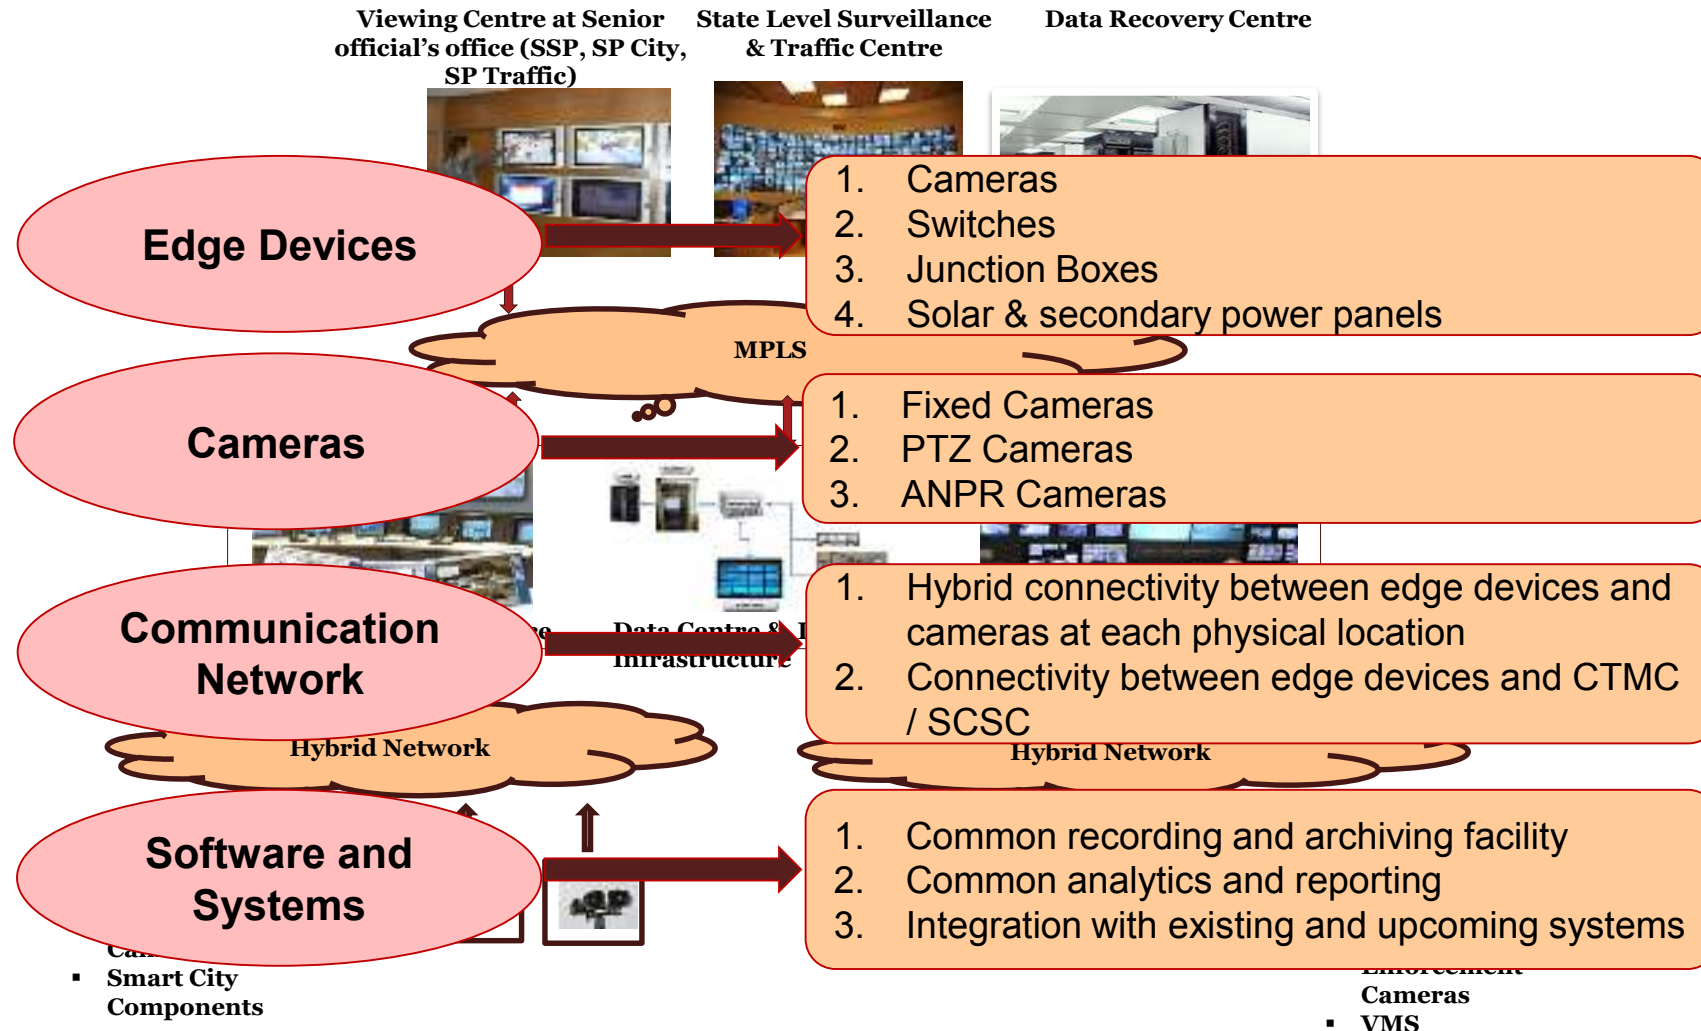 Viewing Centre at Senior
official's office (SSP, SP City,
SP Traffic)
State Level Surveillance
& Traffic Centre
Data Recovery Centre
Edge Devices
1. Cameras
2. Switches
3. Junction Boxes
4. Solar & secondary power panels
MPLS
Cameras
1. Fixed Cameras
2. PTZ Cameras
3. ANPR Cameras
Data Centre &
Infrastructure
Communication
Network
1. Hybrid connectivity between edge devices and
cameras at each physical location
2. Connectivity between edge devices and CTMC
/ SCSC
Hybrid Network
Hybrid Network
Software and
Systems
1. Common recording and archiving facility
2. Common analytics and reporting
3. Integration with existing and upcoming systems
▪ Smart City
Components
Enforcement
Cameras
▪ VMS